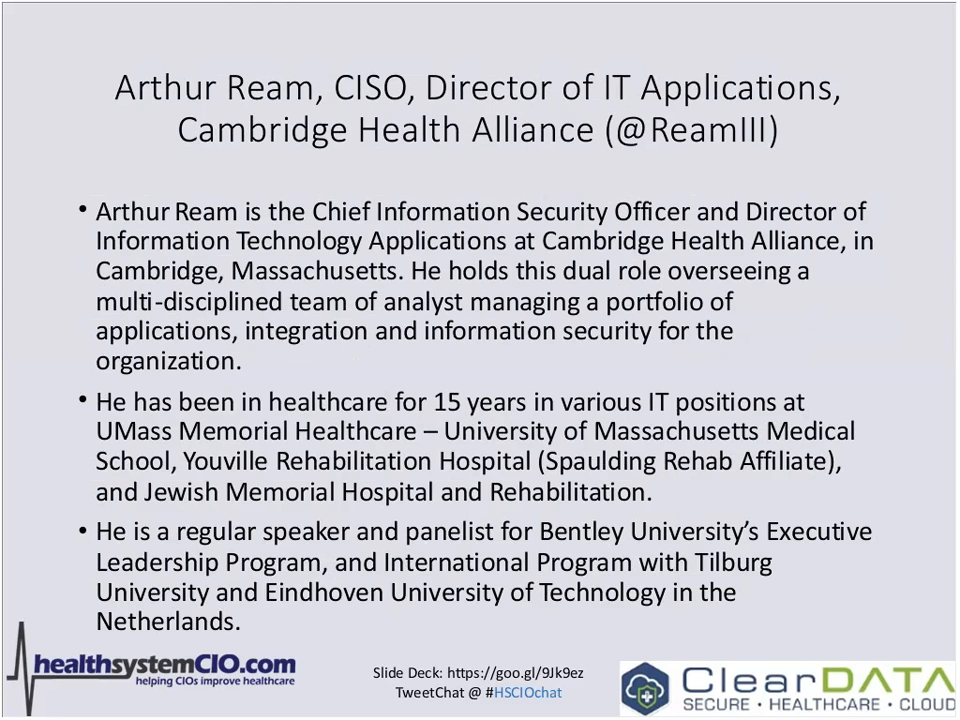 Arthur Ream, CISO, Director of IT Applications,
Cambridge Health Alliance (@ReamIII)
• Arthur Ream is the Chief Information Security Officer and Director of
Information Technology Applications at Cambridge Health Alliance, in
Cambridge, Massachusetts. He holds this dual role overseeing a
multi-disciplined team of analyst managing a portfolio of
applications, integration and information security for the
organization.
• He has been in healthcare for 15 years in various IT positions at
UMass Memorial Healthcare – University of Massachusetts Medical
School, Youville Rehabilitation Hospital (Spaulding Rehab Affiliate),
and Jewish Memorial Hospital and Rehabilitation.
• He is a regular speaker and panelist for Bentley University’s Executive
Leadership Program, and International Program with Tilburg
University and Eindhoven University of Technology in the
Netherlands.
healthsystemCIO.com
helping CIOs improve healthcare
Slide Deck: https://goo.gl/9Jk9ez
TweetChat @ #HSCIOchat
ClearDATA
SECURE • HEALTHCARE • CLOUD